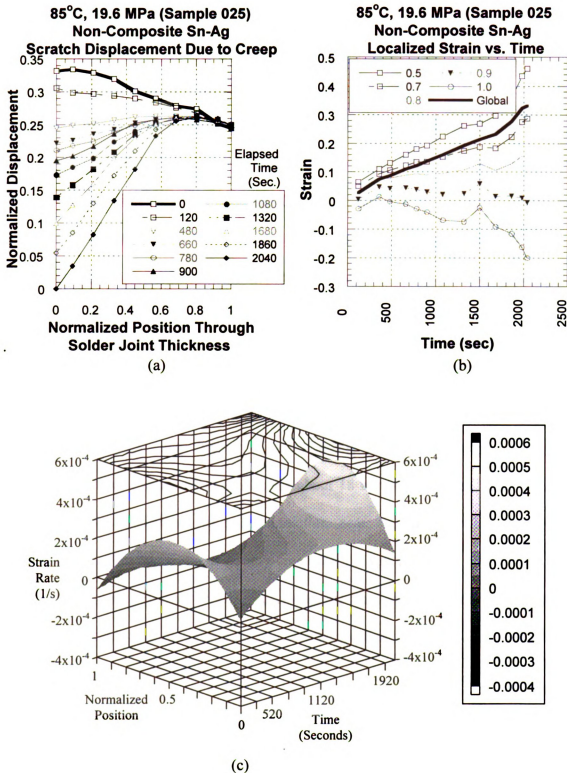 85°C, 19.6 MPa (Sample 025)
Non-Composite Sn-Ag
Scratch Displacement Due to Creep
Normalized Displacement
0.35
0.3
0.25
0.2
0.15
0.1
0.05
0
0 0.2 0.4 0.6 0.8 1
Normalized Position Through
Solder Joint Thickness
Elapsed
Time
(Sec.)
0 1080
120 1320
480 1680
660 1860
780 2040
900
(a)
85°C, 19.6 MPa (Sample 025
Non-Composite Sn-Ag
Localized Strain vs. Time
Strain
0.5
0.4
0.3
0.2
0.1
0
-0.1
-0.2
-0.3
0.5 0.9
0.7 1.0
0.8 Global
0 500 1000 1500 2000 2500
Time (sec)
(b)
6x10⁻⁴
4x10⁻⁴
2x10⁻⁴
0
-2x10⁻⁴
-4x10⁻⁴
Strain
Rate
(1/s)
6x10⁻⁴
4x10⁻⁴
2x10⁻⁴
0
-2x10⁻⁴
-4x10⁻⁴
1
0.5
0
Normalized
Position
520
1120
1920
Time
(Seconds)
0.0006
0.0005
0.0004
0.0003
0.0002
0.0001
0
-0.0001
-0.0002
-0.0003
-0.0004
(c)